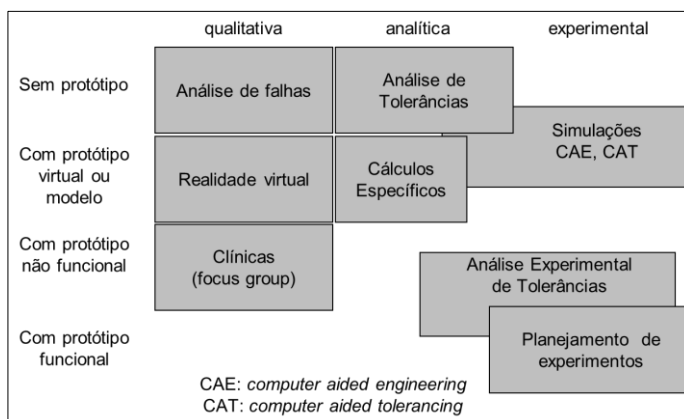 qualitativa analítica experimental
Sem protótipo
Análise de falhas
Análise de
Tolerâncias
Simulações
CAE, CAT
Com protótipo
virtual ou
modelo
Realidade virtual
Cálculos
Específicos
Com protótipo
não funcional
Clínicas
(focus group)
Análise Experimental
de Tolerâncias
Com protótipo
funcional
Planejamento de
experimentos
CAE: computer aided engineering
CAT: computer aided tolerancing